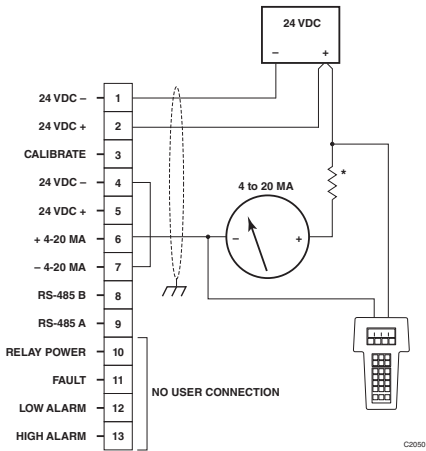 24 VDC
– +
24 VDC – 1
24 VDC + 2
CALIBRATE 3
24 VDC – 4
24 VDC + 5
+ 4-20 MA 6
– 4-20 MA 7
RS-485 B 8
RS-485 A 9
RELAY POWER 10
FAULT 11
LOW ALARM 12
HIGH ALARM 13
*
4 to 20 MA
– +
NO USER CONNECTION
C2050